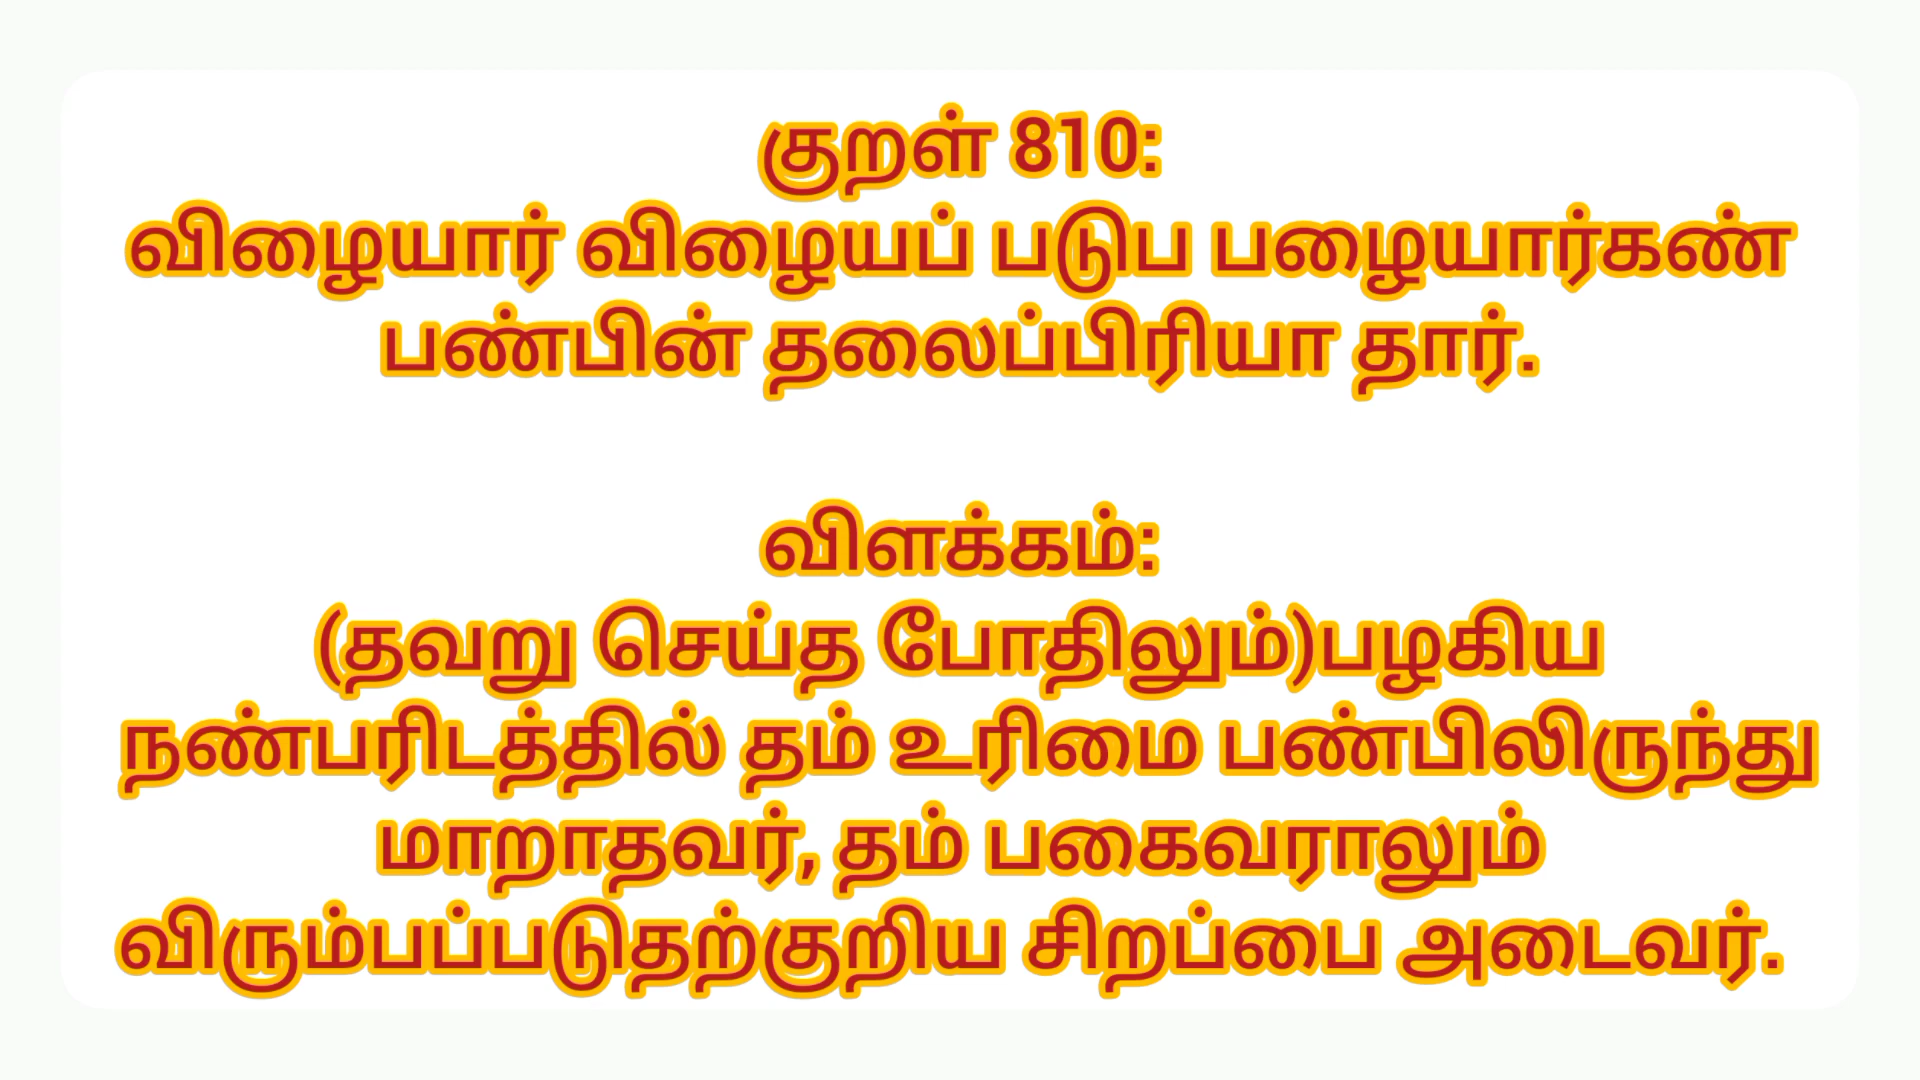 குறள் 810:
விழையார் விழையப் படுப பழையார்கண்
பண்பின் தலைப்பிரியா தார்.
விளக்கம்:
(தவறு செய்த போதிலும்)பழகிய
நண்பரிடத்தில் தம் உரிமை பண்பிலிருந்து
மாறாதவர், தம் பகைவராலும்
விரும்பப்படுதற்குறிய சிறப்பை அடைவர்.